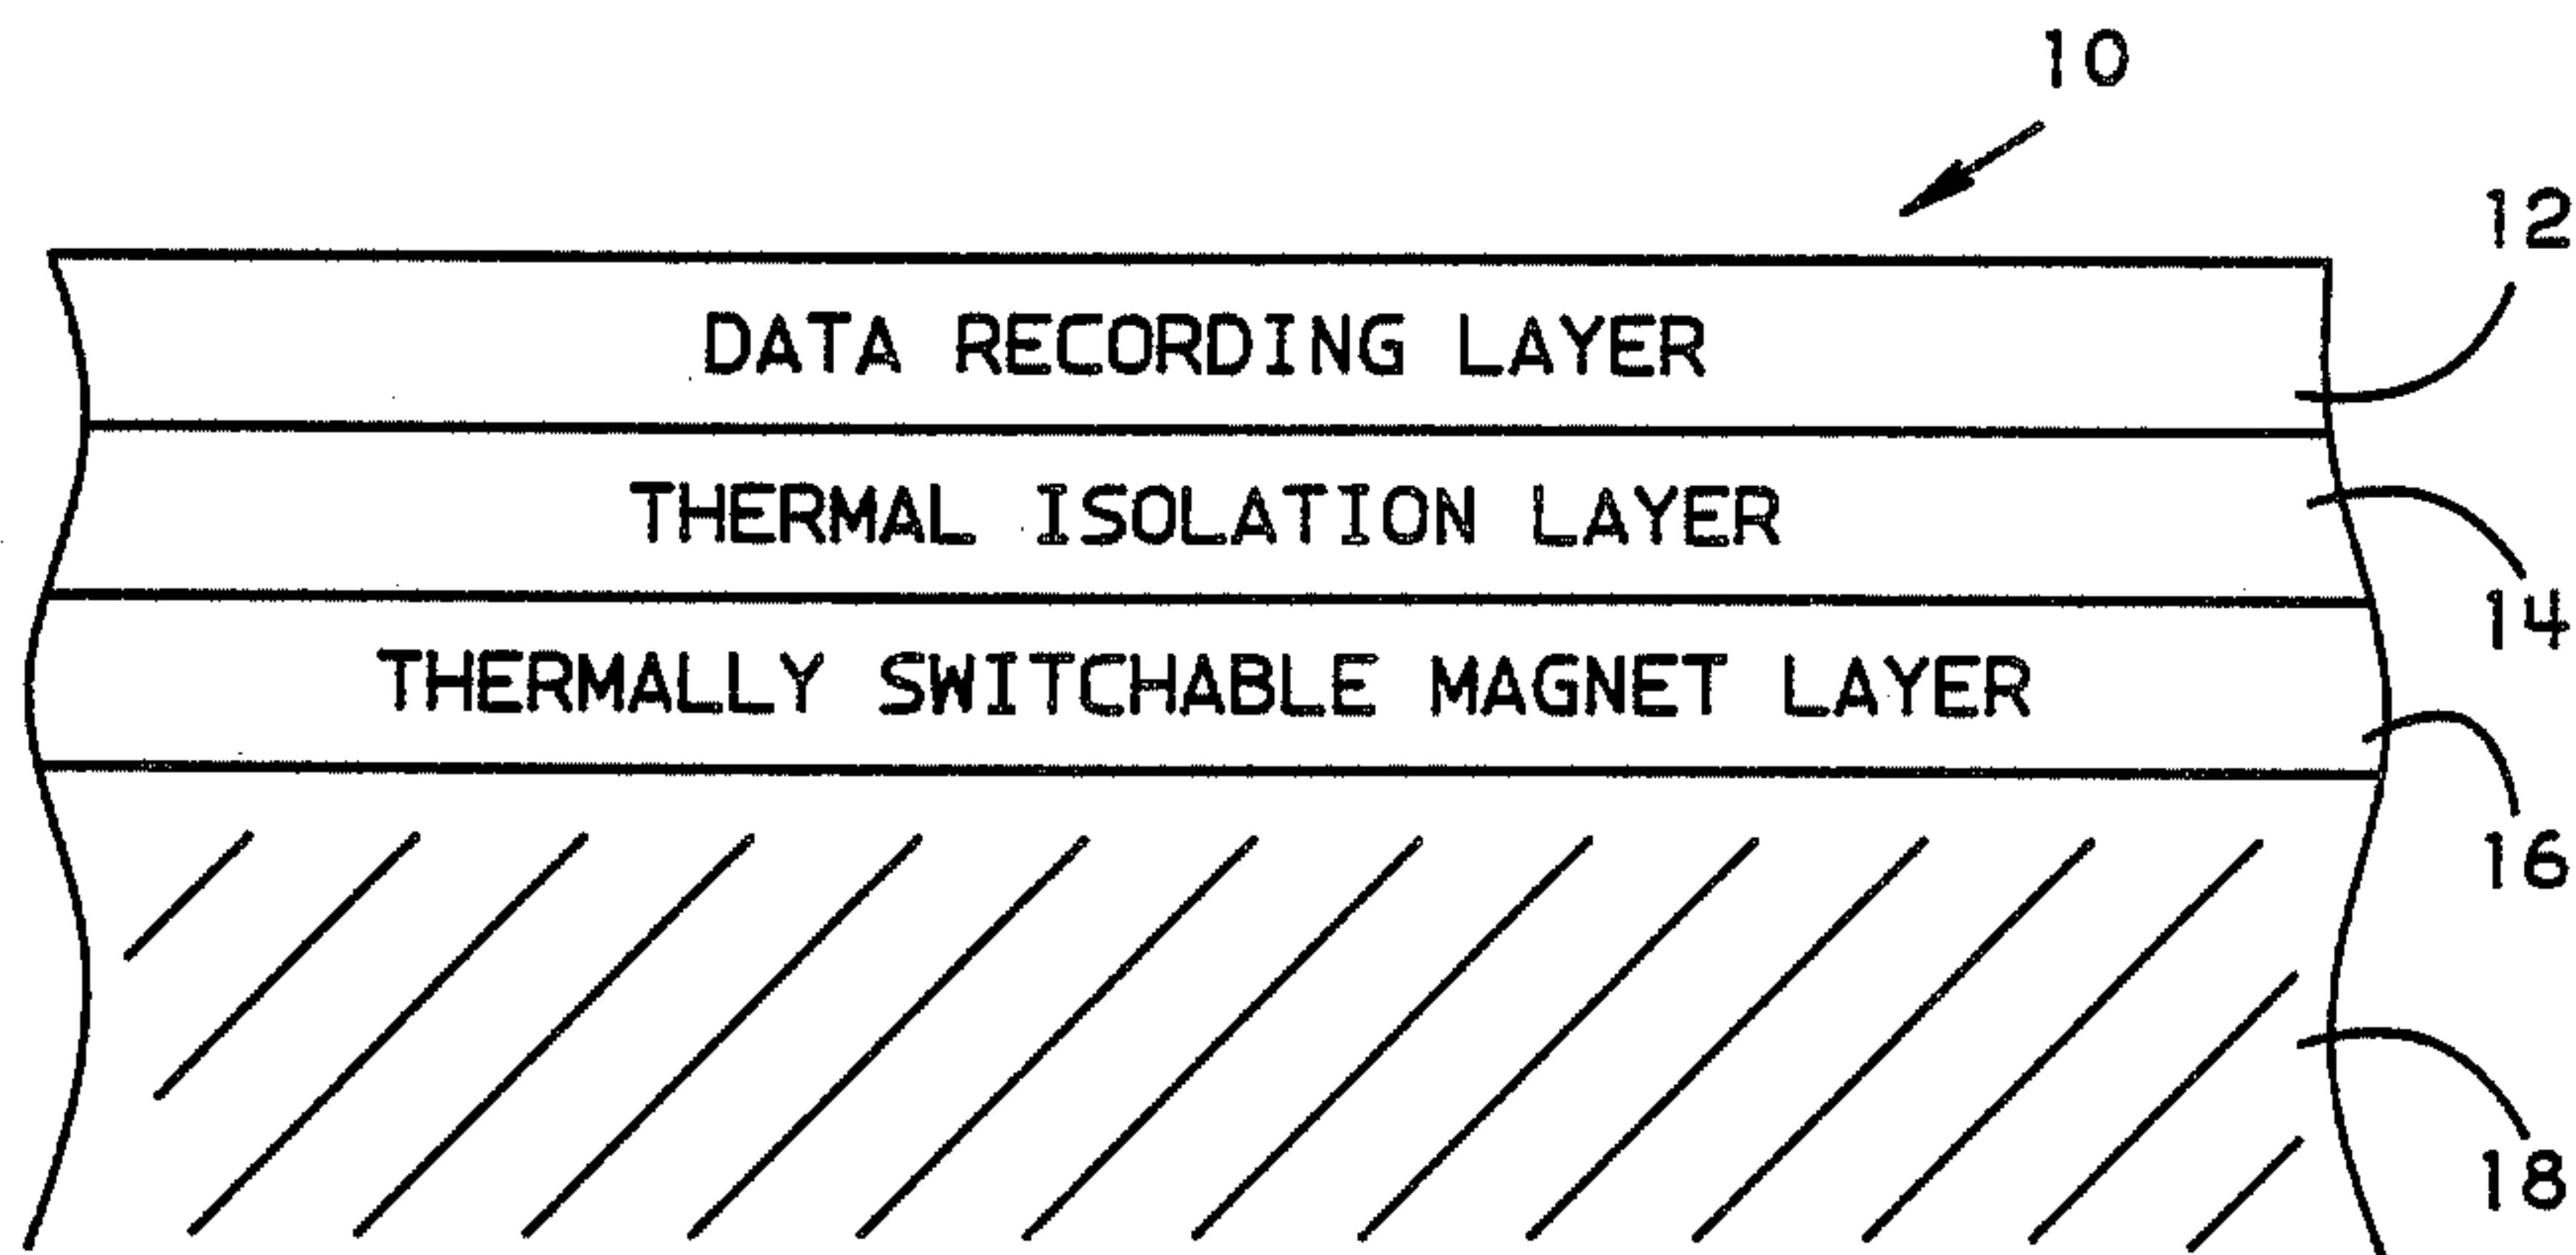 10
12
DATA RECORDING LAYER
THERMAL ISOLATION LAYER
14
THERMALLY SWITCHABLE MAGNET LAYER
16
18